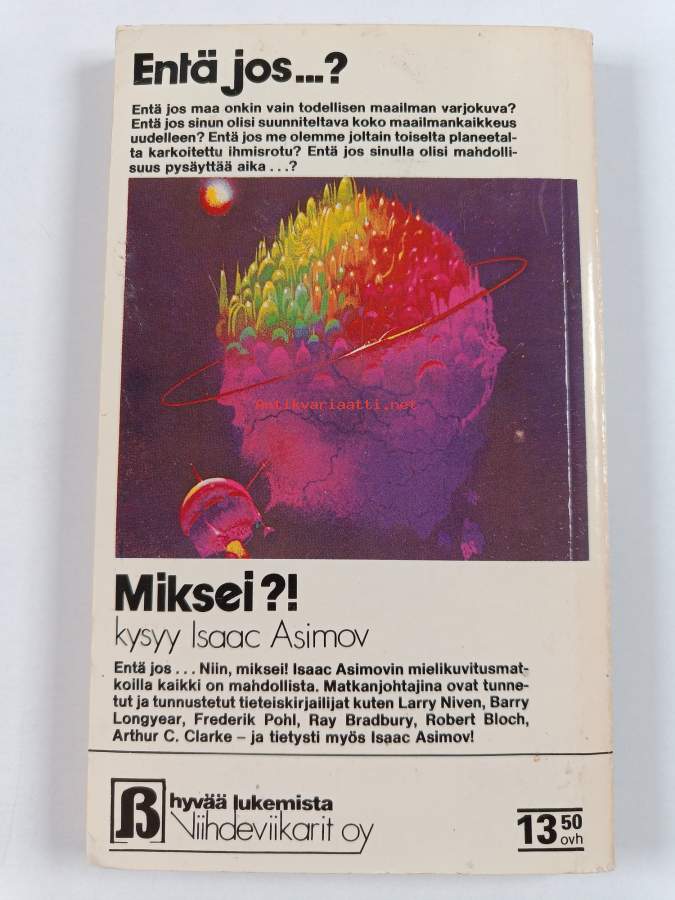 Entä jos...?
Entä jos maa onkin vain todellisen maailman varjokuva?
Entä jos sinun olisi suunniteltava koko maailmankaikkeus
uudelleen? Entä jos me olemme joltain toiselta planeetal-
ta karkoitettu ihmisrotu? Entä jos sinulla olisi mahdolli-
suus pysäyttää aika . . .?
Antikvariaatti.net
Miksei?!
kysyy Isaac Asimov
Entä jos . . . Niin, miksei! Isaac Asimovin mielikuvitusmat-
koilla kaikki on mahdollista. Matkanjohtajina ovat tunne-
tut ja tunnustetut tieteiskirjailijat kuten Larry Niven, Barry
Longyear, Frederik Pohl, Ray Bradbury, Robert Bloch,
Arthur C. Clarke – ja tietysti myös Isaac Asimov!
[ß] hyvää lukemista
Viihdeviikarit oy
13 50
ovh